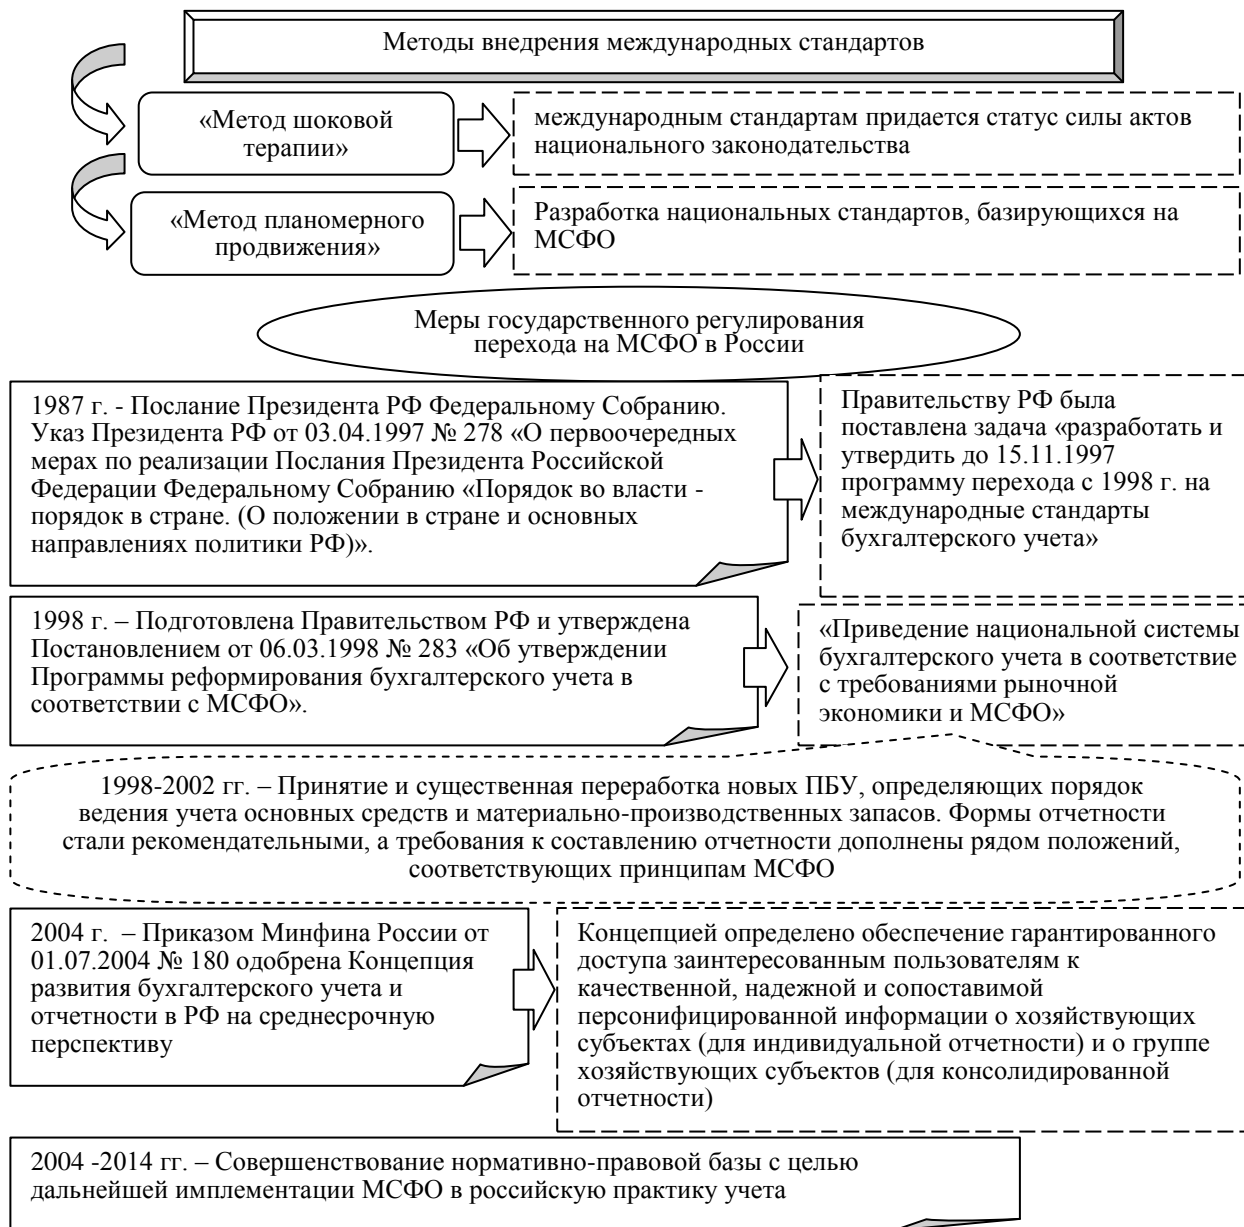 Методы внедрения международных стандартов
«Метод шоковой
терапии»
международным стандартам придается статус силы актов
национального законодательства
«Метод планомерного
продвижения»
Разработка национальных стандартов, базирующихся на
МСФО
Меры государственного регулирования
перехода на МСФО в России
1987 г. - Послание Президента РФ Федеральному Собранию.
Указ Президента РФ от 03.04.1997 № 278 «О первоочередных
мерах по реализации Послания Президента Российской
Федерации Федеральному Собранию «Порядок во власти -
порядок в стране. (О положении в стране и основных
направлениях политики РФ)».
Правительству РФ была
поставлена задача «разработать и
утвердить до 15.11.1997
программу перехода с 1998 г. на
международные стандарты
бухгалтерского учета»
1998 г. – Подготовлена Правительством РФ и утверждена
Постановлением от 06.03.1998 № 283 «Об утверждении
Программы реформирования бухгалтерского учета в
соответствии с МСФО».
«Приведение национальной системы
бухгалтерского учета в соответствие
с требованиями рыночной
экономики и МСФО»
1998-2002 гг. – Принятие и существенная переработка новых ПБУ, определяющих порядок
ведения учета основных средств и материально-производственных запасов. Формы отчетности
стали рекомендательными, а требования к составлению отчетности дополнены рядом положений,
соответствующих принципам МСФО
2004 г. – Приказом Минфина России от
01.07.2004 № 180 одобрена Концепция
развития бухгалтерского учета и
отчетности в РФ на среднесрочную
перспективу
Концепцией определено обеспечение гарантированного
доступа заинтересованным пользователям к
качественной, надежной и сопоставимой
персонифицированной информации о хозяйствующих
субъектах (для индивидуальной отчетности) и о группе
хозяйствующих субъектов (для консолидированной
отчетности)
2004 -2014 гг. – Совершенствование нормативно-правовой базы с целью
дальнейшей имплементации МСФО в российскую практику учета